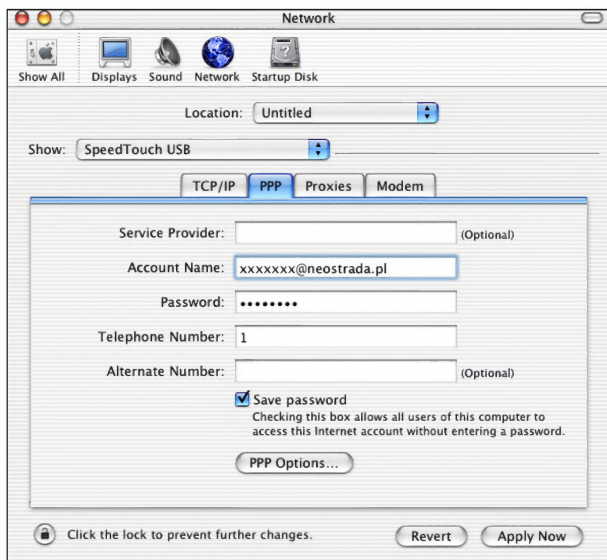 Network
Show All Displays Sound Network Startup Disk
Location: Untitled
Show: SpeedTouch USB
TCP/IP PPP Proxies Modem
Service Provider: (Optional)
Account Name: xxxxxxx@neostrada.pl
Password: ••••••••
Telephone Number: 1
Alternate Number: (Optional)
Save password
Checking this box allows all users of this computer to
access this Internet account without entering a password.
PPP Options...
Click the lock to prevent further changes. Revert Apply Now